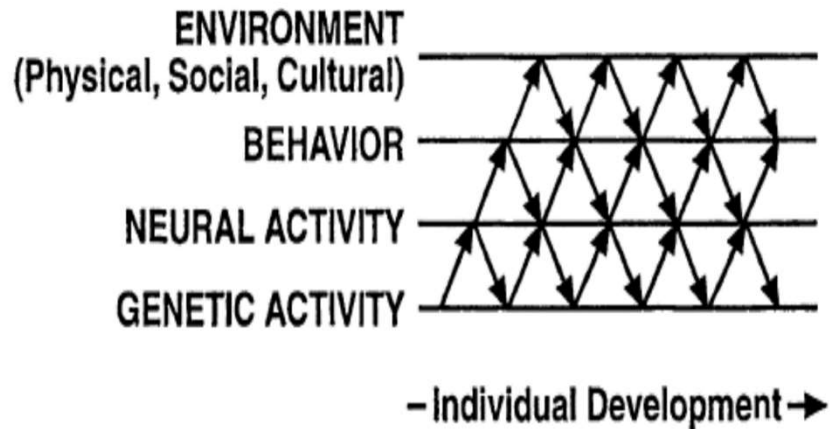 ENVIRONMENT
(Physical, Social, Cultural)
BEHAVIOR
NEURAL ACTIVITY
GENETIC ACTIVITY
– Individual Development